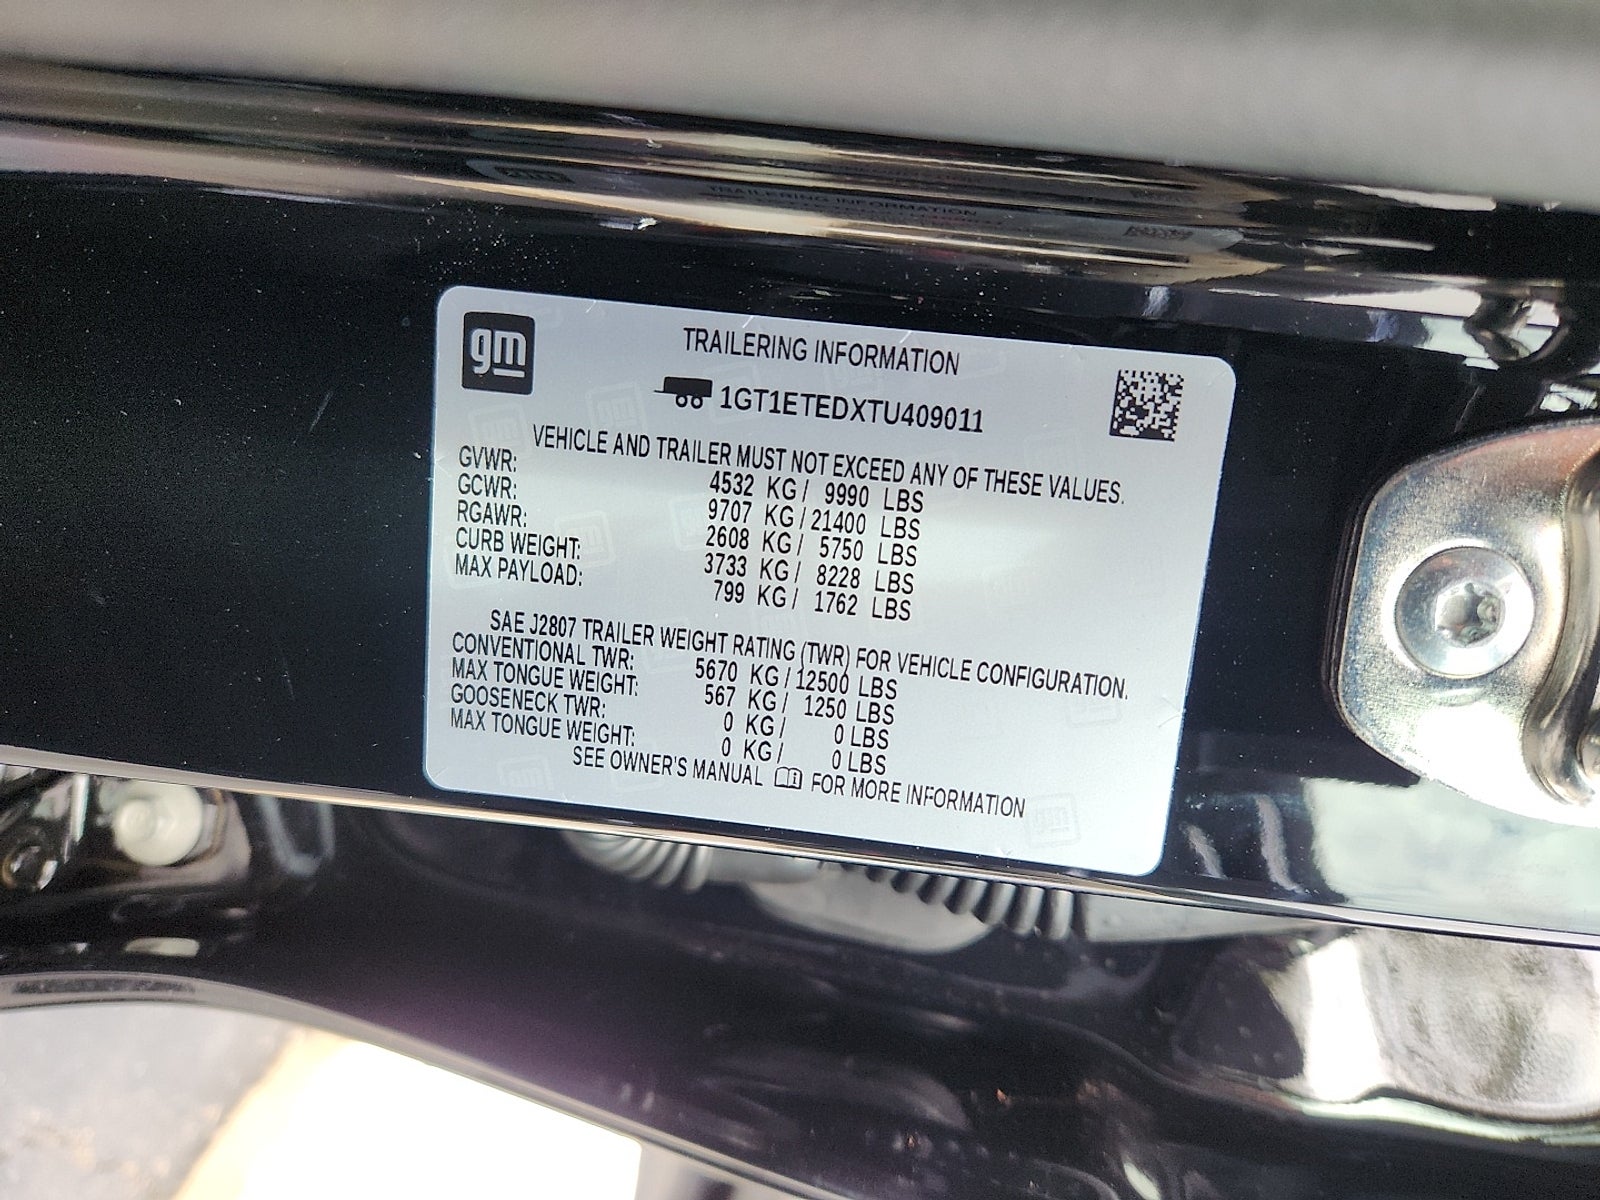 gm
TRAILERING INFORMATION
1GT1ETEDXTU409011
VEHICLE AND TRAILER MUST NOT EXCEED ANY OF THESE VALUES.
GVWR: 4532 KG / 9990 LBS
GCWR: 9707 KG / 21400 LBS
RGAWR: 2608 KG / 5750 LBS
CURB WEIGHT: 3733 KG / 8228 LBS
MAX PAYLOAD: 799 KG / 1762 LBS
SAE J2807 TRAILER WEIGHT RATING (TWR) FOR VEHICLE CONFIGURATION.
CONVENTIONAL TWR: 5670 KG / 12500 LBS
MAX TONGUE WEIGHT: 567 KG / 1250 LBS
GOOSENECK TWR: 0 KG / 0 LBS
MAX TONGUE WEIGHT: 0 KG / 0 LBS
SEE OWNER'S MANUAL FOR MORE INFORMATION